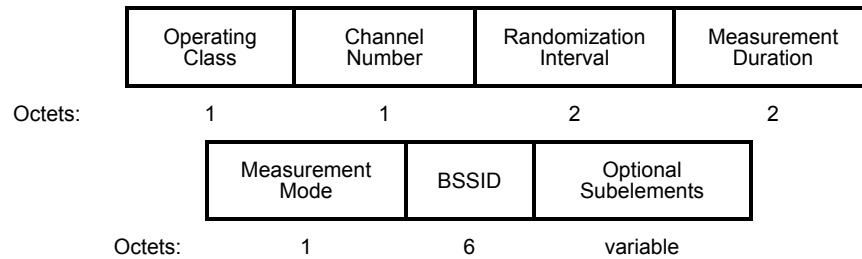 Operating Class Channel Number Randomization Interval Measurement Duration
Octets: 1 1 2 2
Measurement Mode BSSID Optional Subelements
Octets: 1 6 variable